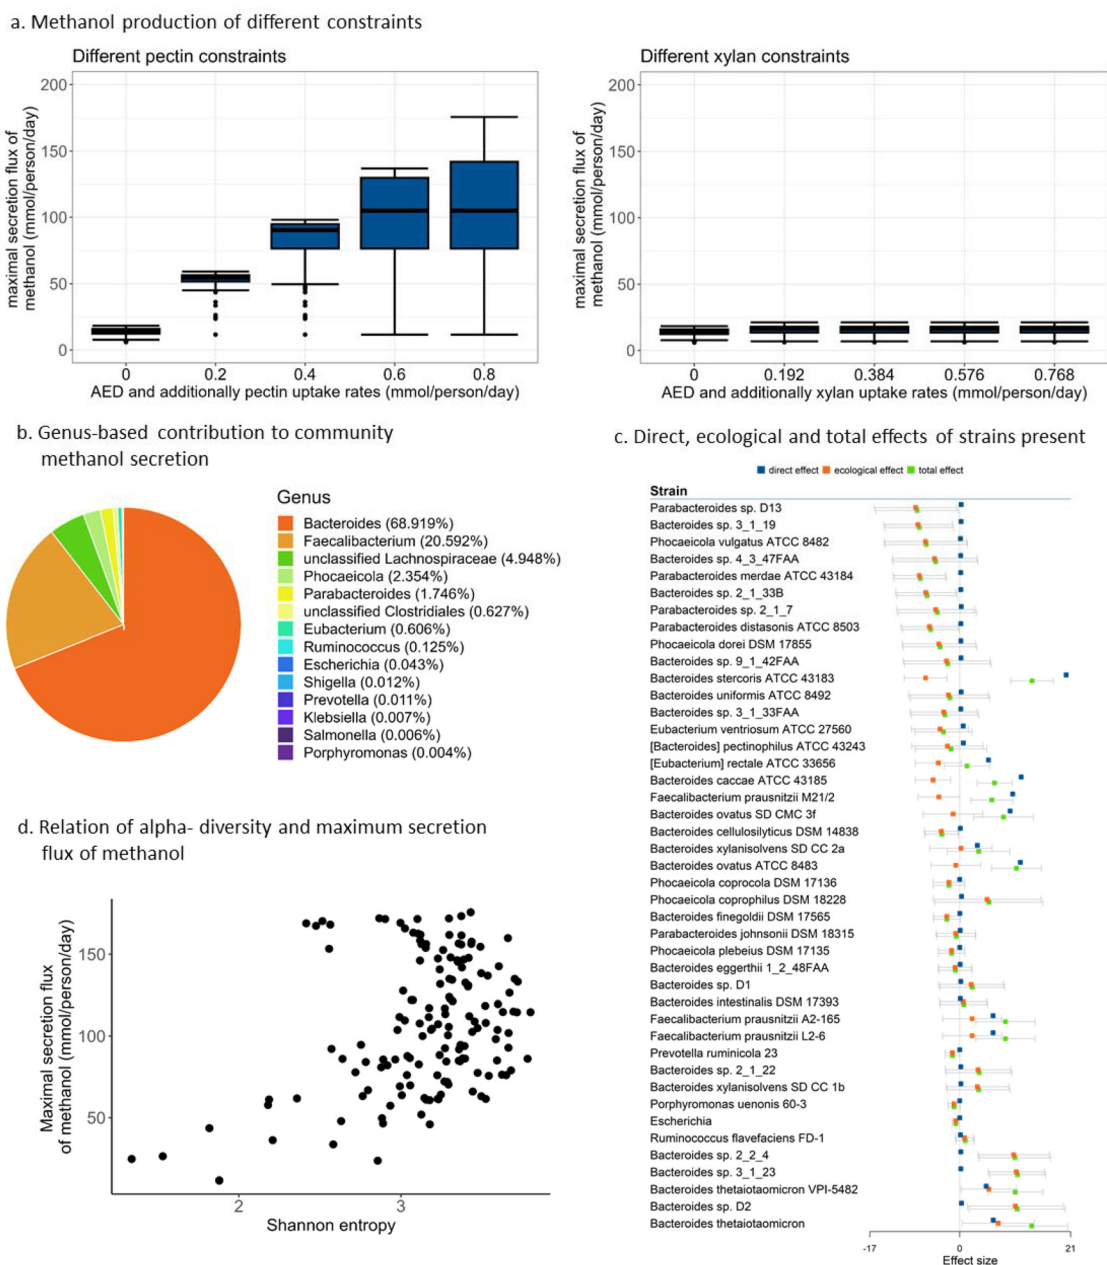 a. Methanol production of different constraints
Different pectin constraints
maximal secretion flux of
methanol (mmol/person/day)
200
150
100
50
0
0 0.2 0.4 0.6 0.8
AED and additionally pectin uptake rates (mmol/person/day)
Different xylan constraints
maximal secretion flux of
methanol (mmol/person/day)
200
150
100
50
0
0 0.192 0.384 0.576 0.768
AED and additionally xylan uptake rates (mmol/person/day)
b. Genus-based contribution to community
methanol secretion
Genus
Bacteroides (68.919%)
Faecalibacterium (20.592%)
unclassified Lachnospiraceae (4.948%)
Phocaeicola (2.354%)
Parabacteroides (1.746%)
unclassified Clostridiales (0.627%)
Eubacterium (0.606%)
Ruminococcus (0.125%)
Escherichia (0.043%)
Shigella (0.012%)
Prevotella (0.011%)
Klebsiella (0.007%)
Salmonella (0.006%)
Porphyromonas (0.004%)
c. Direct, ecological and total effects of strains present
direct effect ecological effect total effect
Strain
Parabacteroides sp. D13
Bacteroides sp. 3_1_19
Phocaeicola vulgatus ATCC 8482
Bacteroides sp. 4_3_47FAA
Parabacteroides merdae ATCC 43184
Bacteroides sp. 2_1_33B
Parabacteroides sp. 2_1_7
Parabacteroides distasonis ATCC 8503
Phocaeicola dorei DSM 17855
Bacteroides sp. 9_1_42FAA
Bacteroides stercoris ATCC 43183
Bacteroides uniformis ATCC 8492
Bacteroides sp. 3_1_33FAA
Eubacterium ventriosum ATCC 27560
[Bacteroides] pectinophilus ATCC 43243
[Eubacterium] rectale ATCC 33656
Bacteroides caccae ATCC 43185
Faecalibacterium prausnitzii M21/2
Bacteroides ovatus SD CMC 3f
Bacteroides cellulosilyticus DSM 14838
Bacteroides xylanisolvens SD CC 2a
Bacteroides ovatus ATCC 8483
Phocaeicola coprocola DSM 17136
Phocaeicola coprophilus DSM 18228
Bacteroides finegoldii DSM 17565
Parabacteroides johnsonii DSM 18315
Phocaeicola plebeius DSM 17135
Bacteroides eggerthii 1_2_48FAA
Bacteroides sp. D1
Bacteroides intestinalis DSM 17393
Faecalibacterium prausnitzii A2-165
Faecalibacterium prausnitzii L2-6
Prevotella ruminicola 23
Bacteroides sp. 2_1_22
Bacteroides xylanisolvens SD CC 1b
Porphyromonas uenonis 60-3
Escherichia
Ruminococcus flavefaciens FD-1
Bacteroides sp. 2_2_4
Bacteroides sp. 3_1_23
Bacteroides thetaiotaomicron VPI-5482
Bacteroides sp. D2
Bacteroides thetaiotaomicron
-17 0 21
Effect size
d. Relation of alpha- diversity and maximum secretion
flux of methanol
Maximal secretion flux
of methanol (mmol/person/day)
150
100
50
2 3
Shannon entropy